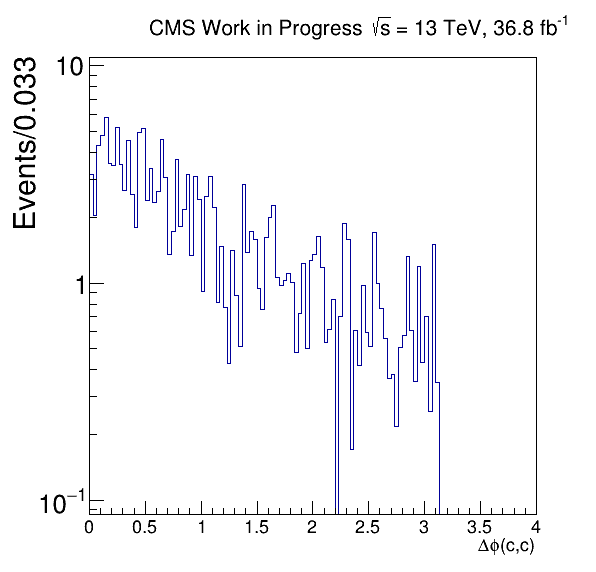 CMS Work in Progress √s = 13 TeV, 36.8 fb⁻¹
Events/0.033
10
1
10⁻¹
0 0.5 1 1.5 2 2.5 3 3.5 4
Δϕ(c,c)